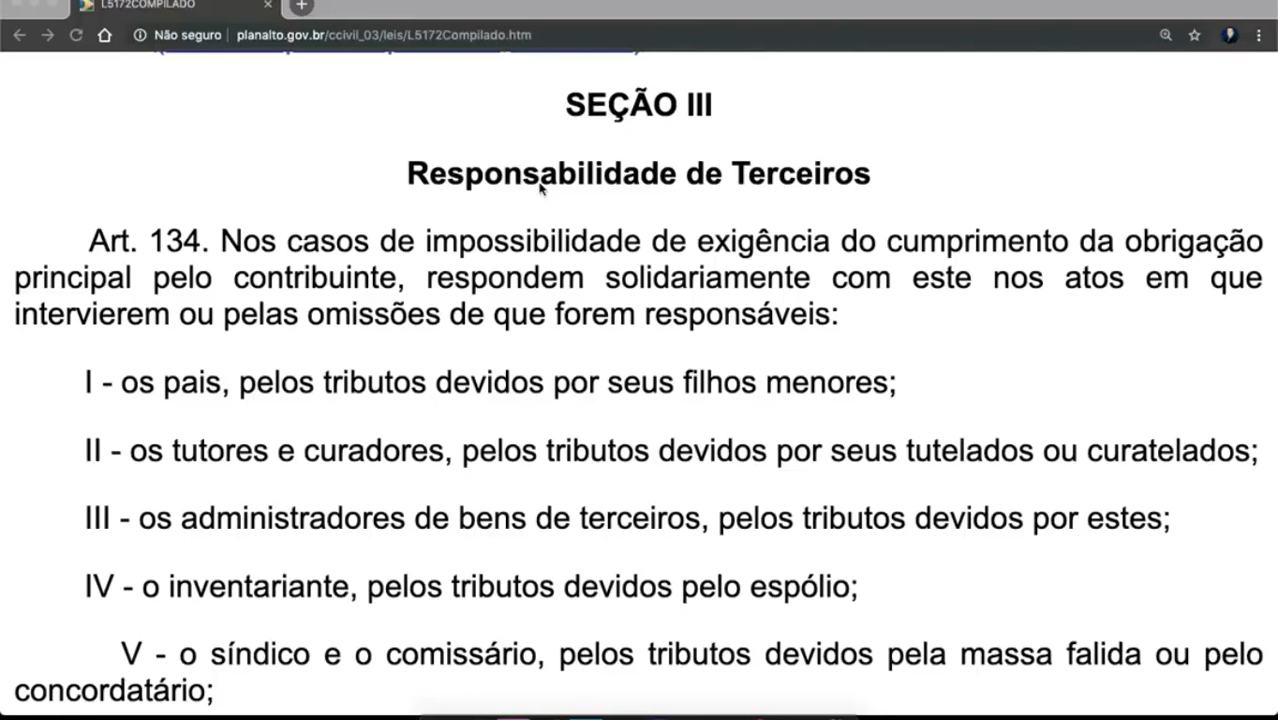 L5172COMPILADO
Não seguro planalto.gov.br/ccivil_03/leis/L5172Compilado.htm
SEÇÃO III
Responsabilidade de Terceiros
Art. 134. Nos casos de impossibilidade de exigência do cumprimento da obrigação
principal pelo contribuinte, respondem solidariamente com este nos atos em que
intervierem ou pelas omissões de que forem responsáveis:
I - os pais, pelos tributos devidos por seus filhos menores;
II - os tutores e curadores, pelos tributos devidos por seus tutelados ou curatelados;
III - os administradores de bens de terceiros, pelos tributos devidos por estes;
IV - o inventariante, pelos tributos devidos pelo espólio;
V - o síndico e o comissário, pelos tributos devidos pela massa falida ou pelo
concordatário;